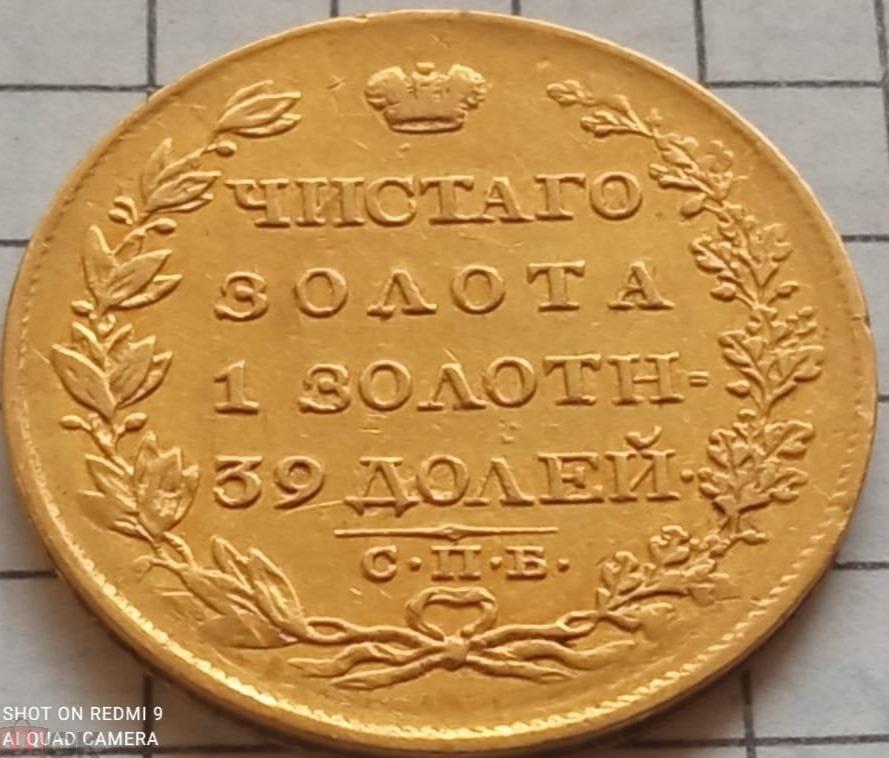 ЧИСТАГО
ЗОЛОТА
1 ЗОЛОТН=
39 ДОЛЕЙ·
С·П·Б·
SHOT ON REDMI 9
AI QUAD CAMERA